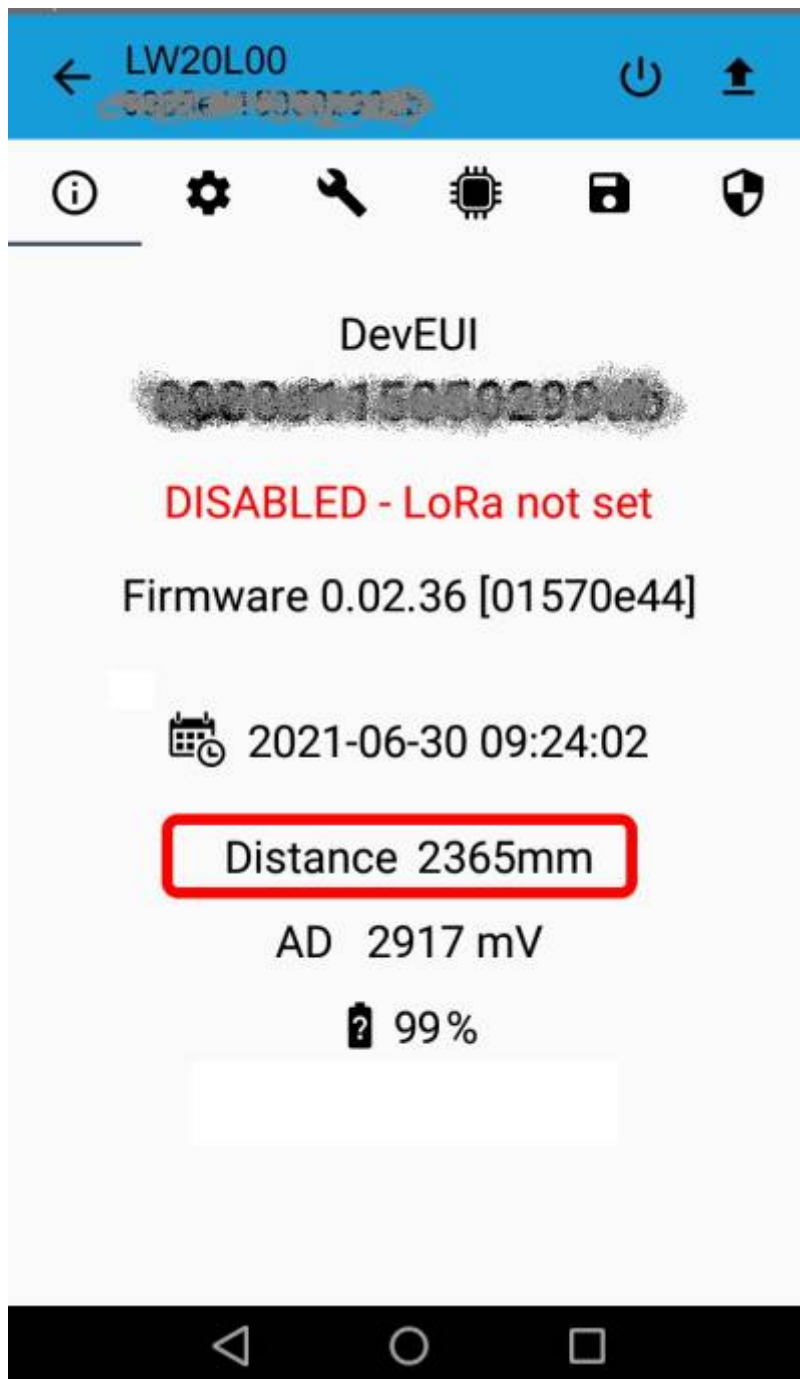 LW20L00
DevEUI
DISABLED - LoRa not set
Firmware 0.02.36 [01570e44]
2021-06-30 09:24:02
Distance 2365mm
AD 2917 mV
? 99%